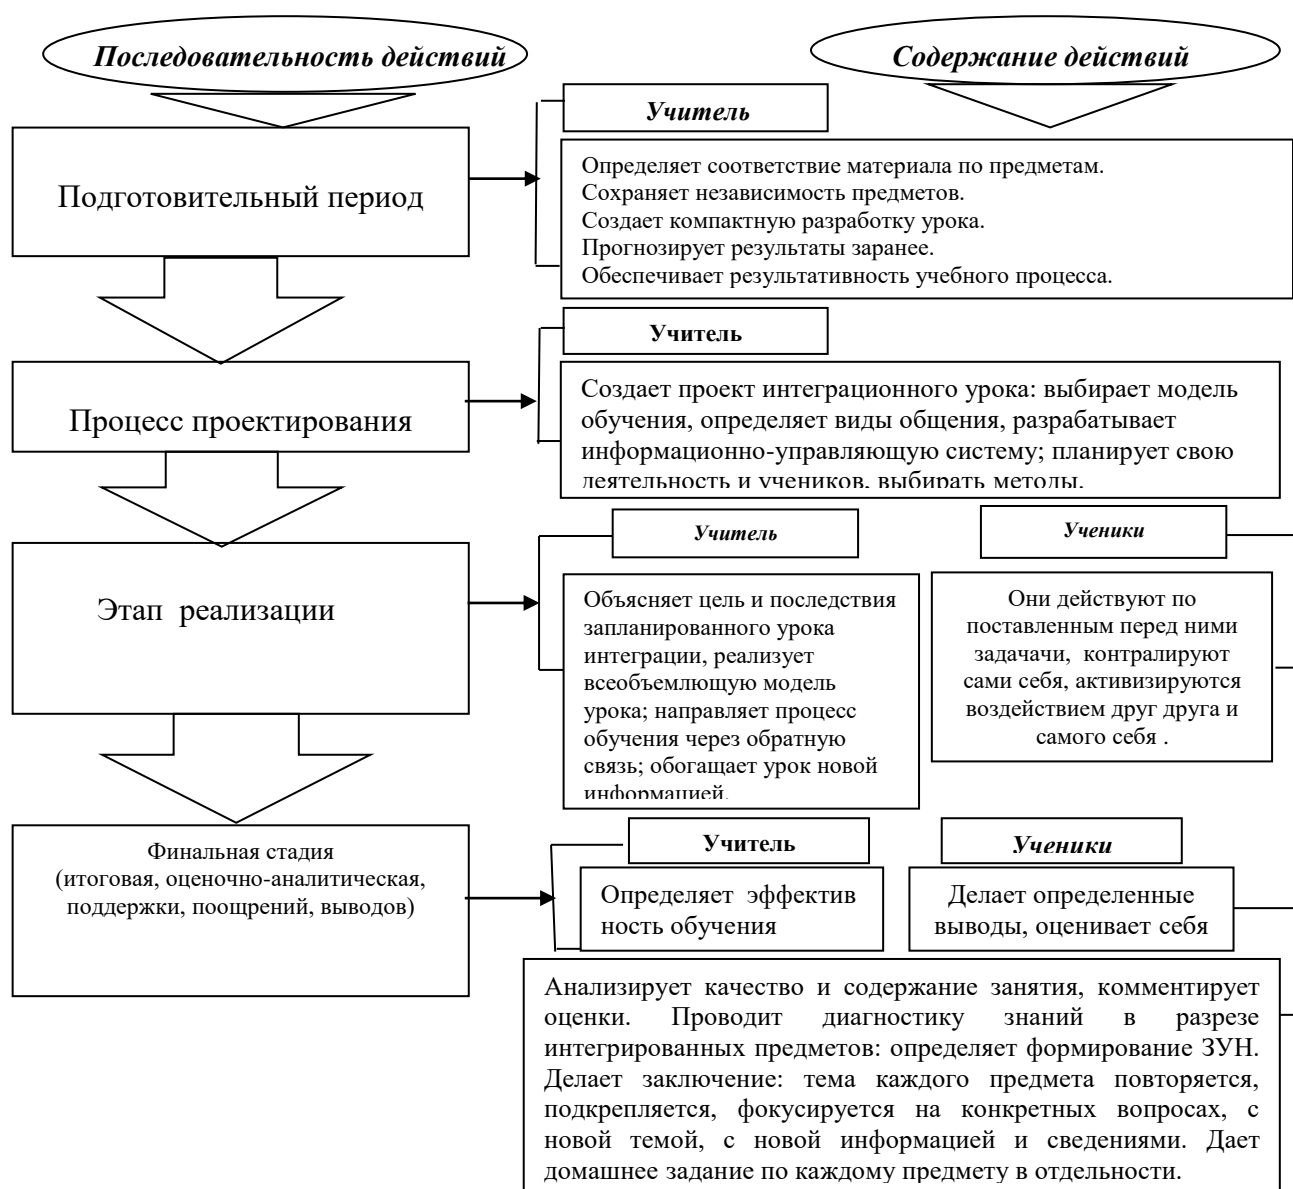 Последовательность действий
Содержание действий
Учитель
Подготовительный период
Определяет соответствие материала по предметам.
Сохраняет независимость предметов.
Создает компактную разработку урока.
Прогнозирует результаты заранее.
Обеспечивает результативность учебного процесса.
Учитель
Процесс проектирования
Создает проект интеграционного урока: выбирает модель
обучения, определяет виды общения, разрабатывает
информационно-управляющую систему; планирует свою
деятельность и учеников, выбирать методы.
Учитель
Ученики
Этап реализации
Объясняет цель и последствия
запланированного урока
интеграции, реализует
всеобъемлющую модель
урока; направляет процесс
обучения через обратную
связь; обогащает урок новой
информацией.
Они действуют по
поставленным перед ними
задачачи, контралируют
сами себя, активизируются
воздействием друг друга и
самого себя .
Финальная стадия
(итоговая, оценочно-аналитическая,
поддержки, поощрений, выводов)
Учитель
Ученики
Определяет эффектив
ность обучения
Делает определенные
выводы, оценивает себя
Анализирует качество и содержание занятия, комментирует
оценки. Проводит диагностику знаний в разрезе
интегрированных предметов: определяет формирование ЗУН.
Делает заключение: тема каждого предмета повторяется,
подкрепляется, фокусируется на конкретных вопросах, с
новой темой, с новой информацией и сведениями. Дает
домашнее задание по каждому предмету в отдельности.